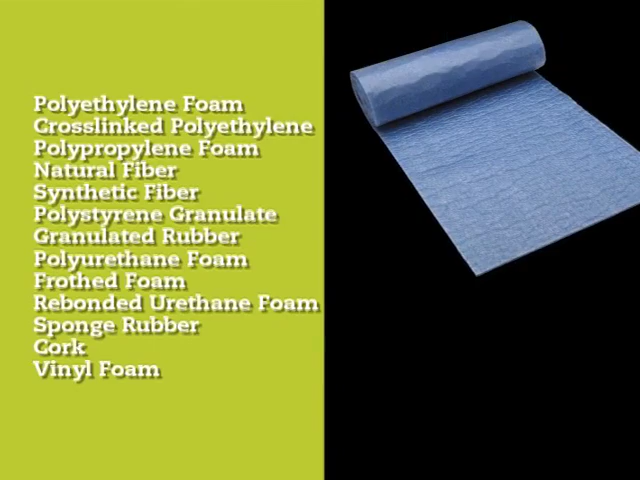 Polyethylene Foam
Crosslinked Polyethylene
Polypropylene Foam
Natural Fiber
Synthetic Fiber
Polystyrene Granulate
Granulated Rubber
Polyurethane Foam
Frothed Foam
Rebonded Urethane Foam
Sponge Rubber
Cork
Vinyl Foam